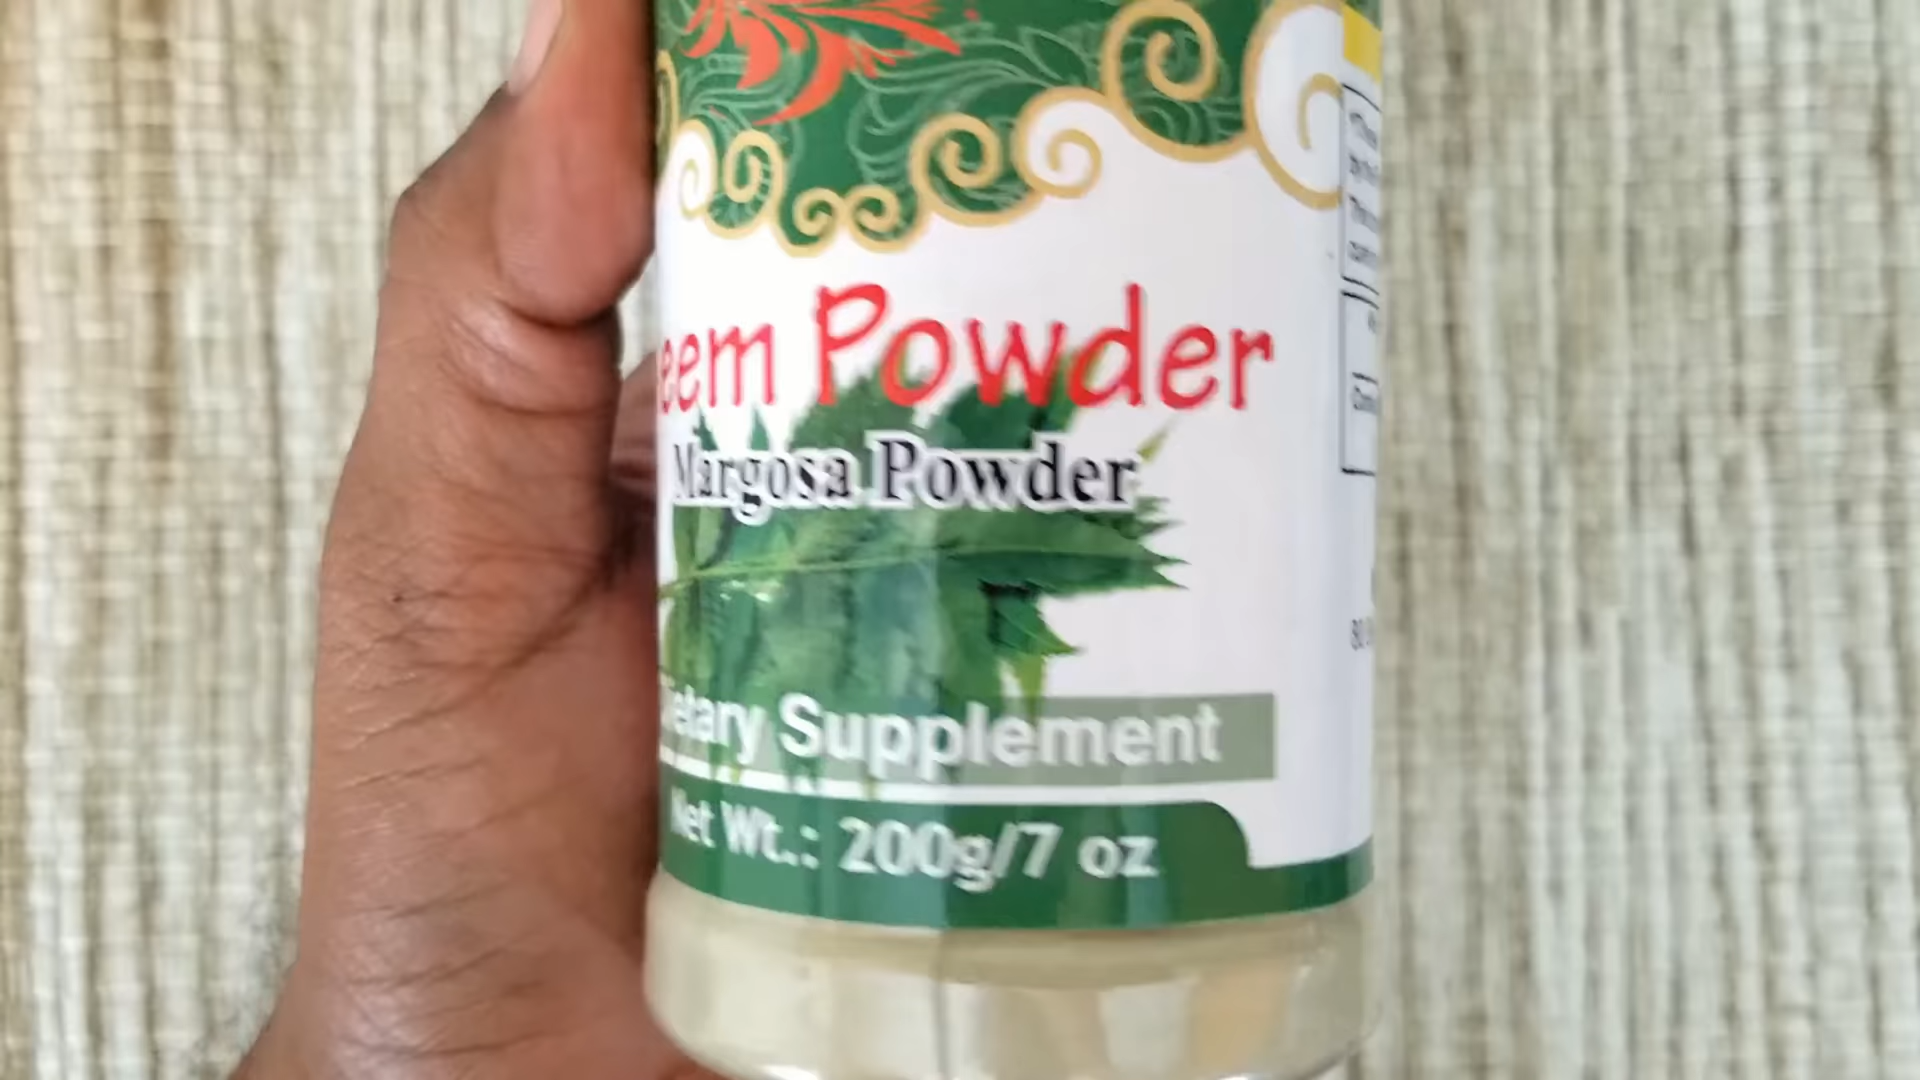 eem Powder
Margosa Powder
etary Supplement
Net Wt.: 200g/7 oz